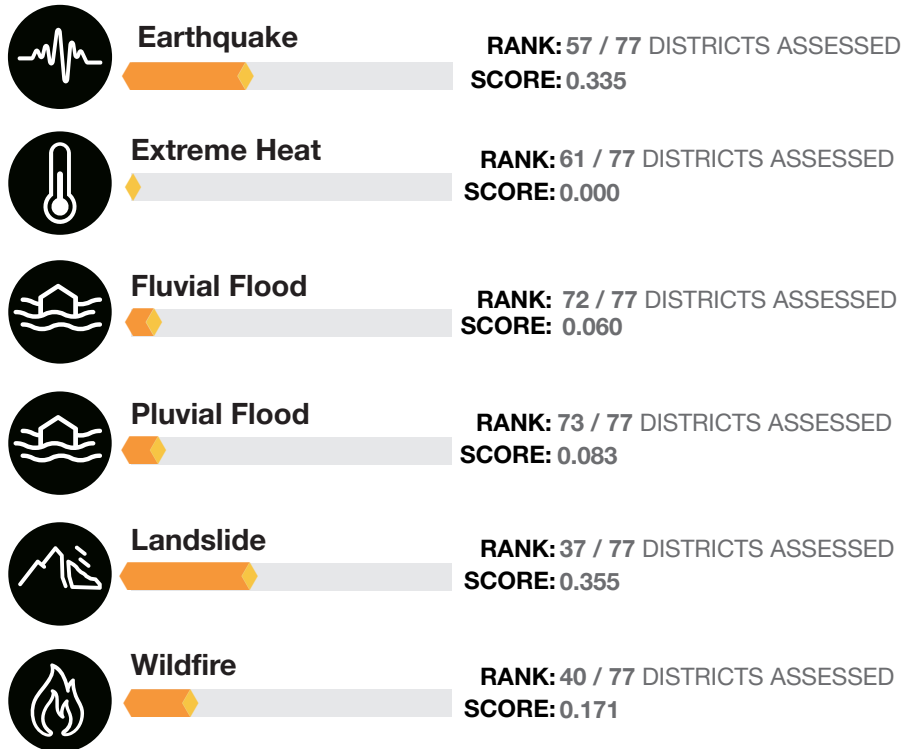 Earthquake
RANK: 57 / 77 DISTRICTS ASSESSED
SCORE: 0.335
Extreme Heat
RANK: 61 / 77 DISTRICTS ASSESSED
SCORE: 0.000
Fluvial Flood
RANK: 72 / 77 DISTRICTS ASSESSED
SCORE: 0.060
Pluvial Flood
RANK: 73 / 77 DISTRICTS ASSESSED
SCORE: 0.083
Landslide
RANK: 37 / 77 DISTRICTS ASSESSED
SCORE: 0.355
Wildfire
RANK: 40 / 77 DISTRICTS ASSESSED
SCORE: 0.171